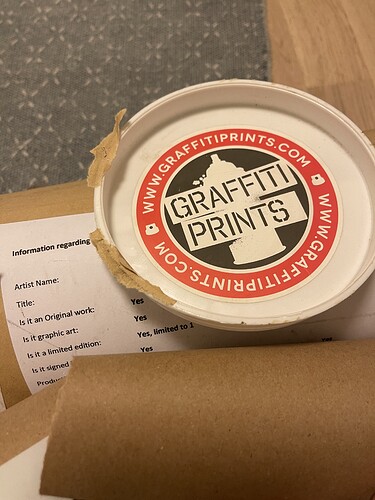 WWW.GRAFFITIPRINTS.COM
GRAFFITI
PRINTS
WWW.GRAFFITIPRINTS.COM
Information regarding
Artist Name:
Title:
Is it an Original work: Yes
Is it graphic art: Yes
Is it a limited edition: Yes, limited to 1
Is it signed Yes